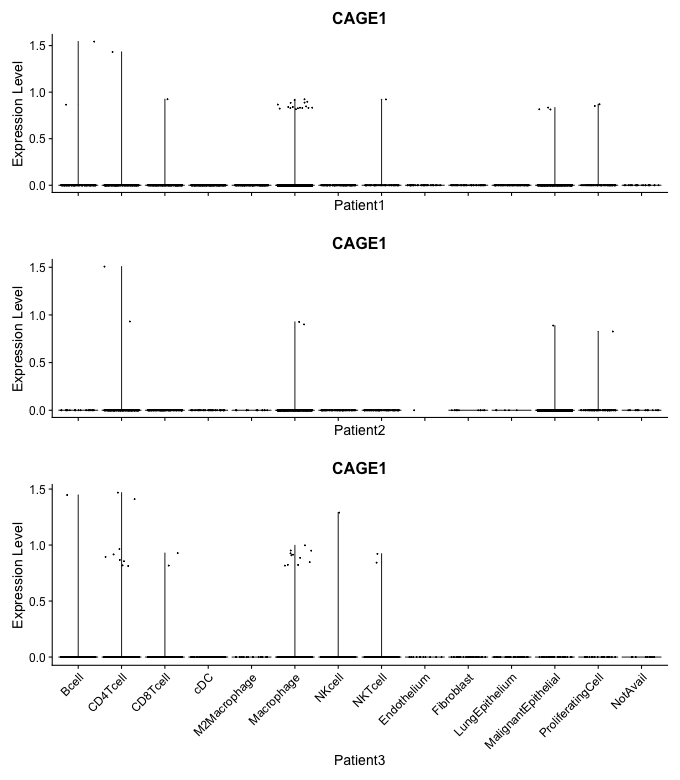 CAGE1
Expression Level
1.5
1.0
0.5
0.0
Patient1
CAGE1
Expression Level
1.5
1.0
0.5
0.0
Patient2
CAGE1
Expression Level
1.5
1.0
0.5
0.0
Bcell
CD4Tcell
CD8Tcell
cDC
M2Macrophage
Macrophage
NKcell
NKTcell
Endothelium
Fibroblast
LungEpithelium
MalignantEpithelial
ProliferatingCell
NotAvail
Patient3